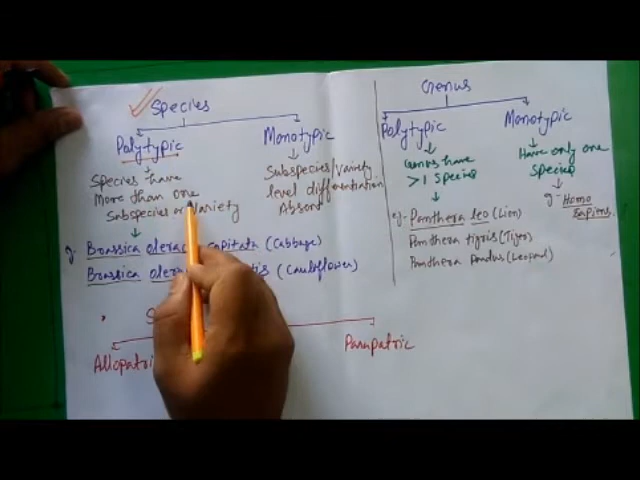 Species
Polytypic
Monotypic
Species have
More than one
Subspecies or Variety
Subspecies/Variety
level differentiation
Absent
Brassica oleracea capitata (Cabbage)
Brassica (Cauliflower)
Allopatric
Parapatric
Genus
Polytypic
Monotypic
Genus have
>1 Species
Have only one
Species
eg- Panthera leo (Lion)
Panthera tigris (Tiger)
Panthera (Leopard)
g- Homo
Sapiens.